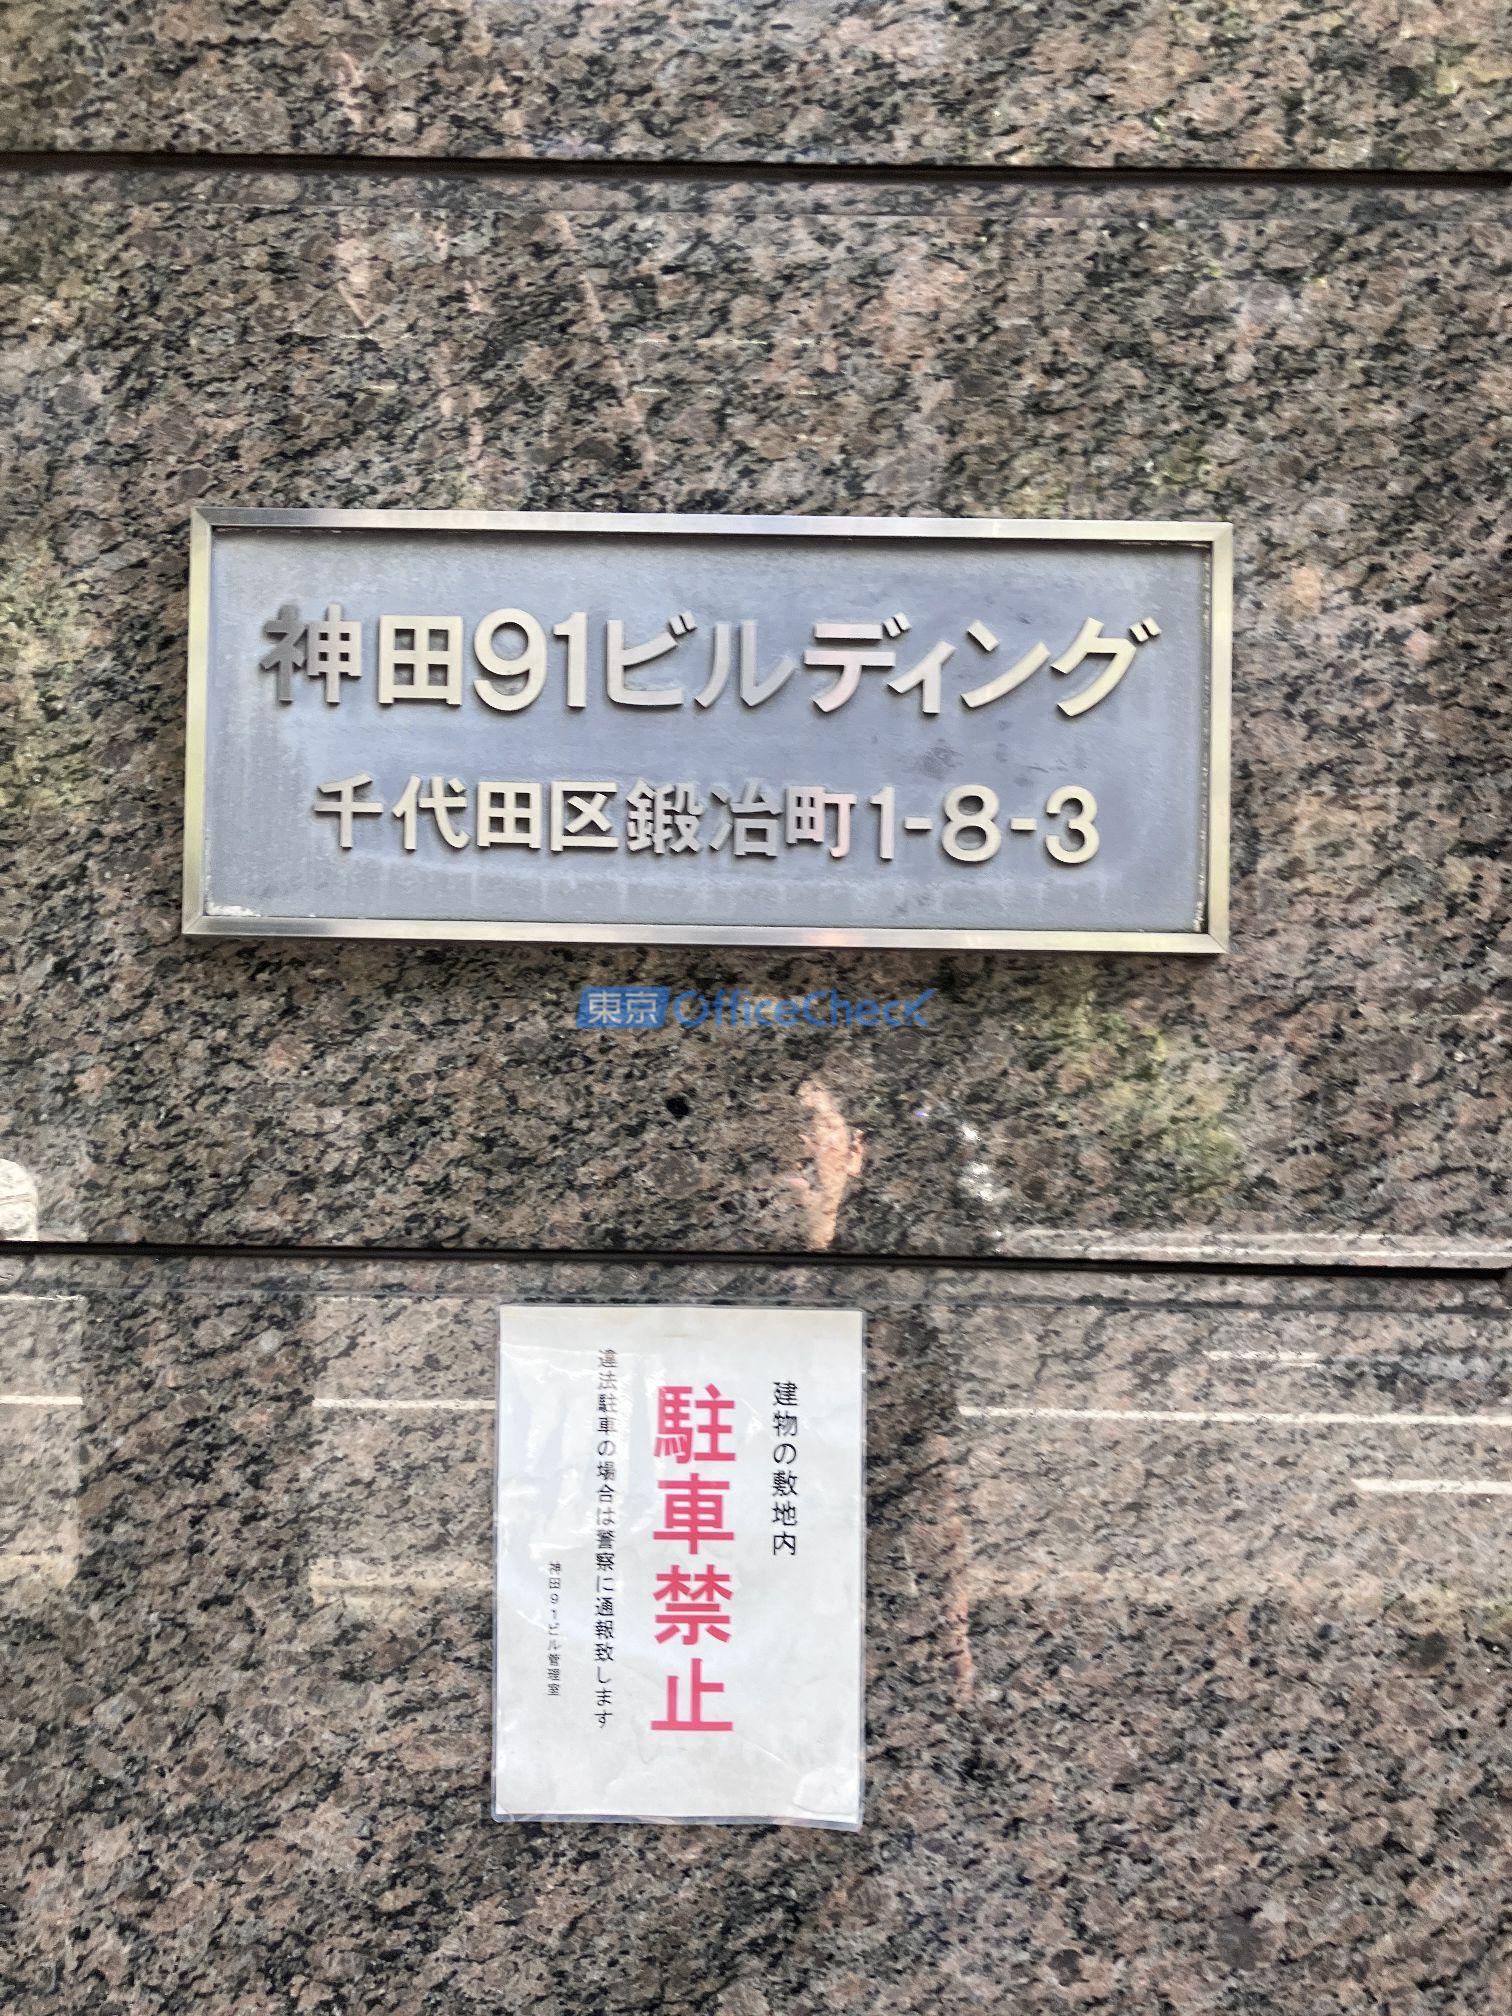 神田91ビルディング
千代田区鍛冶町1-8-3
東京OfficeCheck
建物の敷地内
駐車禁止
違法駐車の場合は警察に通報致します
神田91ビル管理室